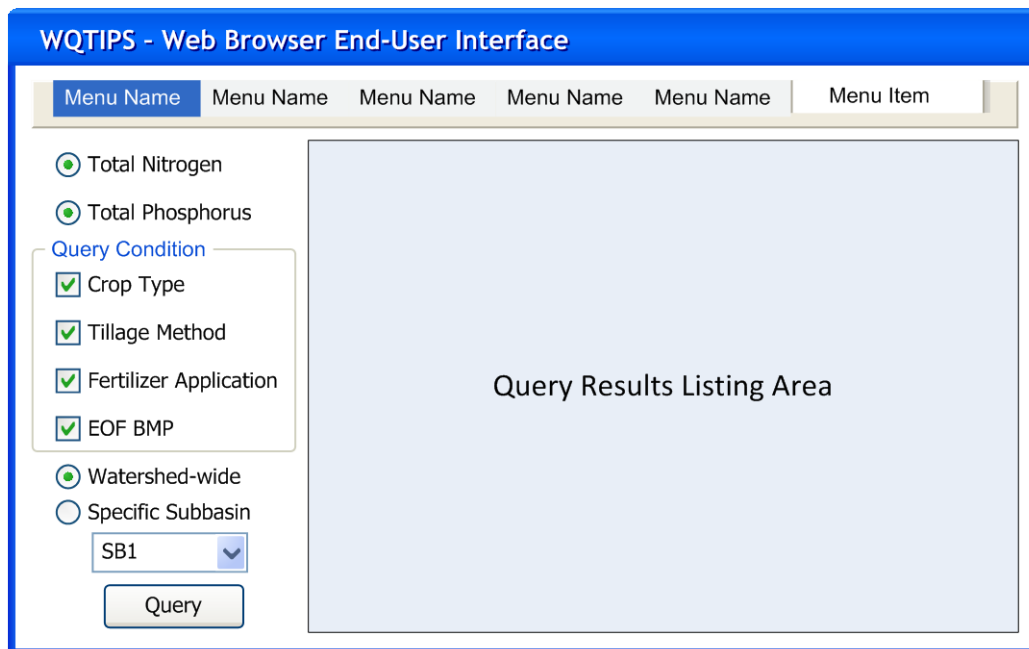 WQTIPS - Web Browser End-User Interface
Menu Name Menu Name Menu Name Menu Name Menu Name Menu Item
Total Nitrogen
Total Phosphorus
Query Condition
Crop Type
Tillage Method
Fertilizer Application
EOF BMP
Watershed-wide
Specific Subbasin
SB1
Query
Query Results Listing Area